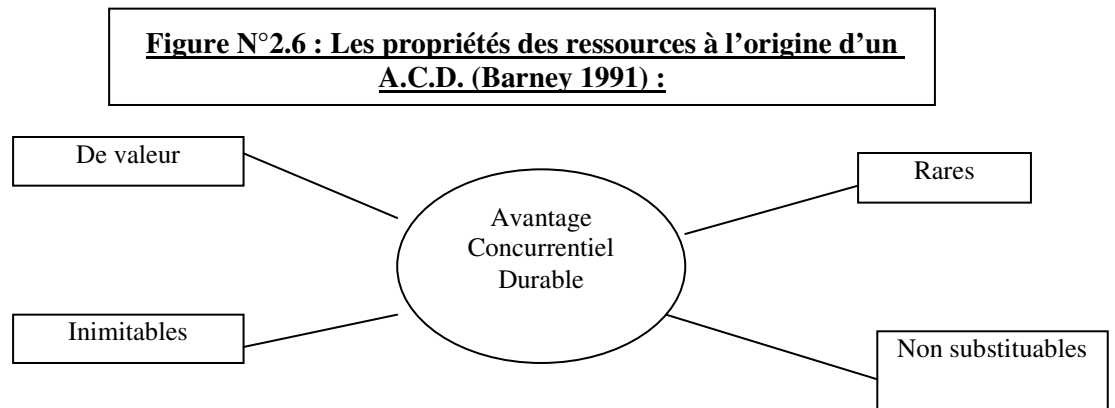 Figure N°2.6 : Les propriétés des ressources à l’origine d’un
A.C.D. (Barney 1991) :
De valeur
Rares
Avantage
Concurrentiel
Durable
Inimitables
Non substituables